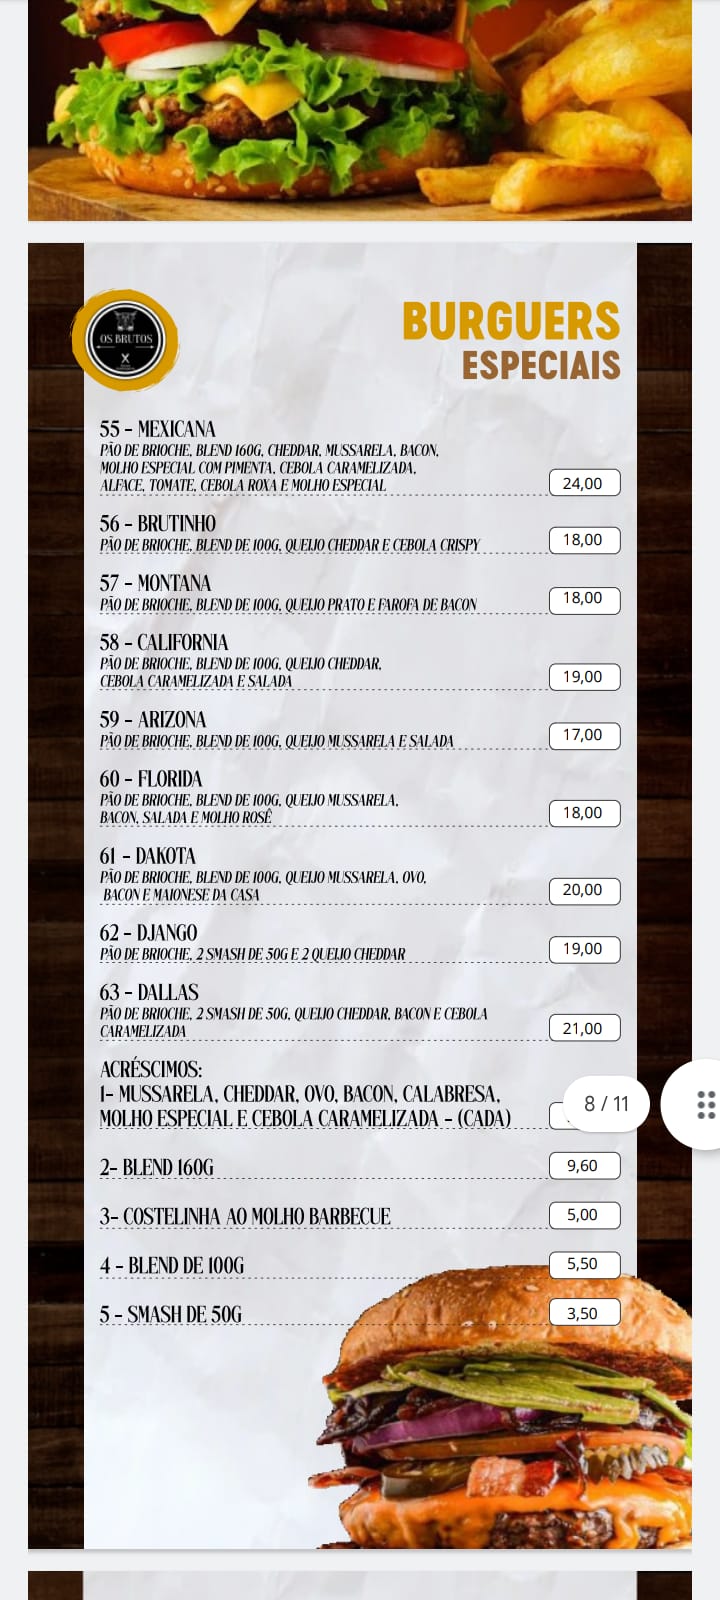 OS BRUTOS
BURGUERS
ESPECIAIS
55 - MEXICANA
PÃO DE BRIOCHE, BLEND 160G, CHEDDAR, MUSSARELA, BACON,
MOLHO ESPECIAL COM PIMENTA, CEBOLA CARAMELIZADA,
ALFACE, TOMATE, CEBOLA ROXA E MOLHO ESPECIAL
24,00
56 - BRUTINHO
PÃO DE BRIOCHE, BLEND DE 100G, QUEIJO CHEDDAR E CEBOLA CRISPY
18,00
57 - MONTANA
PÃO DE BRIOCHE, BLEND DE 100G, QUEIJO PRATO E FAROFA DE BACON
18,00
58 - CALIFORNIA
PÃO DE BRIOCHE, BLEND DE 100G, QUEIJO CHEDDAR,
CEBOLA CARAMELIZADA E SALADA
19,00
59 - ARIZONA
PÃO DE BRIOCHE, BLEND DE 100G, QUEIJO MUSSARELA E SALADA
17,00
60 - FLORIDA
PÃO DE BRIOCHE, BLEND DE 100G, QUEIJO MUSSARELA,
BACON, SALADA E MOLHO ROSÊ
18,00
61 - DAKOTA
PÃO DE BRIOCHE, BLEND DE 100G, QUEIJO MUSSARELA, OVO,
BACON E MAIONESE DA CASA
20,00
62 - DJANGO
PÃO DE BRIOCHE, 2 SMASH DE 50G E 2 QUEIJO CHEDDAR
19,00
63 - DALLAS
PÃO DE BRIOCHE, 2 SMASH DE 50G, QUEIJO CHEDDAR, BACON E CEBOLA
CARAMELIZADA
21,00
ACRÉSCIMOS:
1- MUSSARELA, CHEDDAR, OVO, BACON, CALABRESA,
MOLHO ESPECIAL E CEBOLA CARAMELIZADA - (CADA)
8 / 11
2- BLEND 160G
9,60
3- COSTELINHA AO MOLHO BARBECUE
5,00
4 - BLEND DE 100G
5,50
5 - SMASH DE 50G
3,50